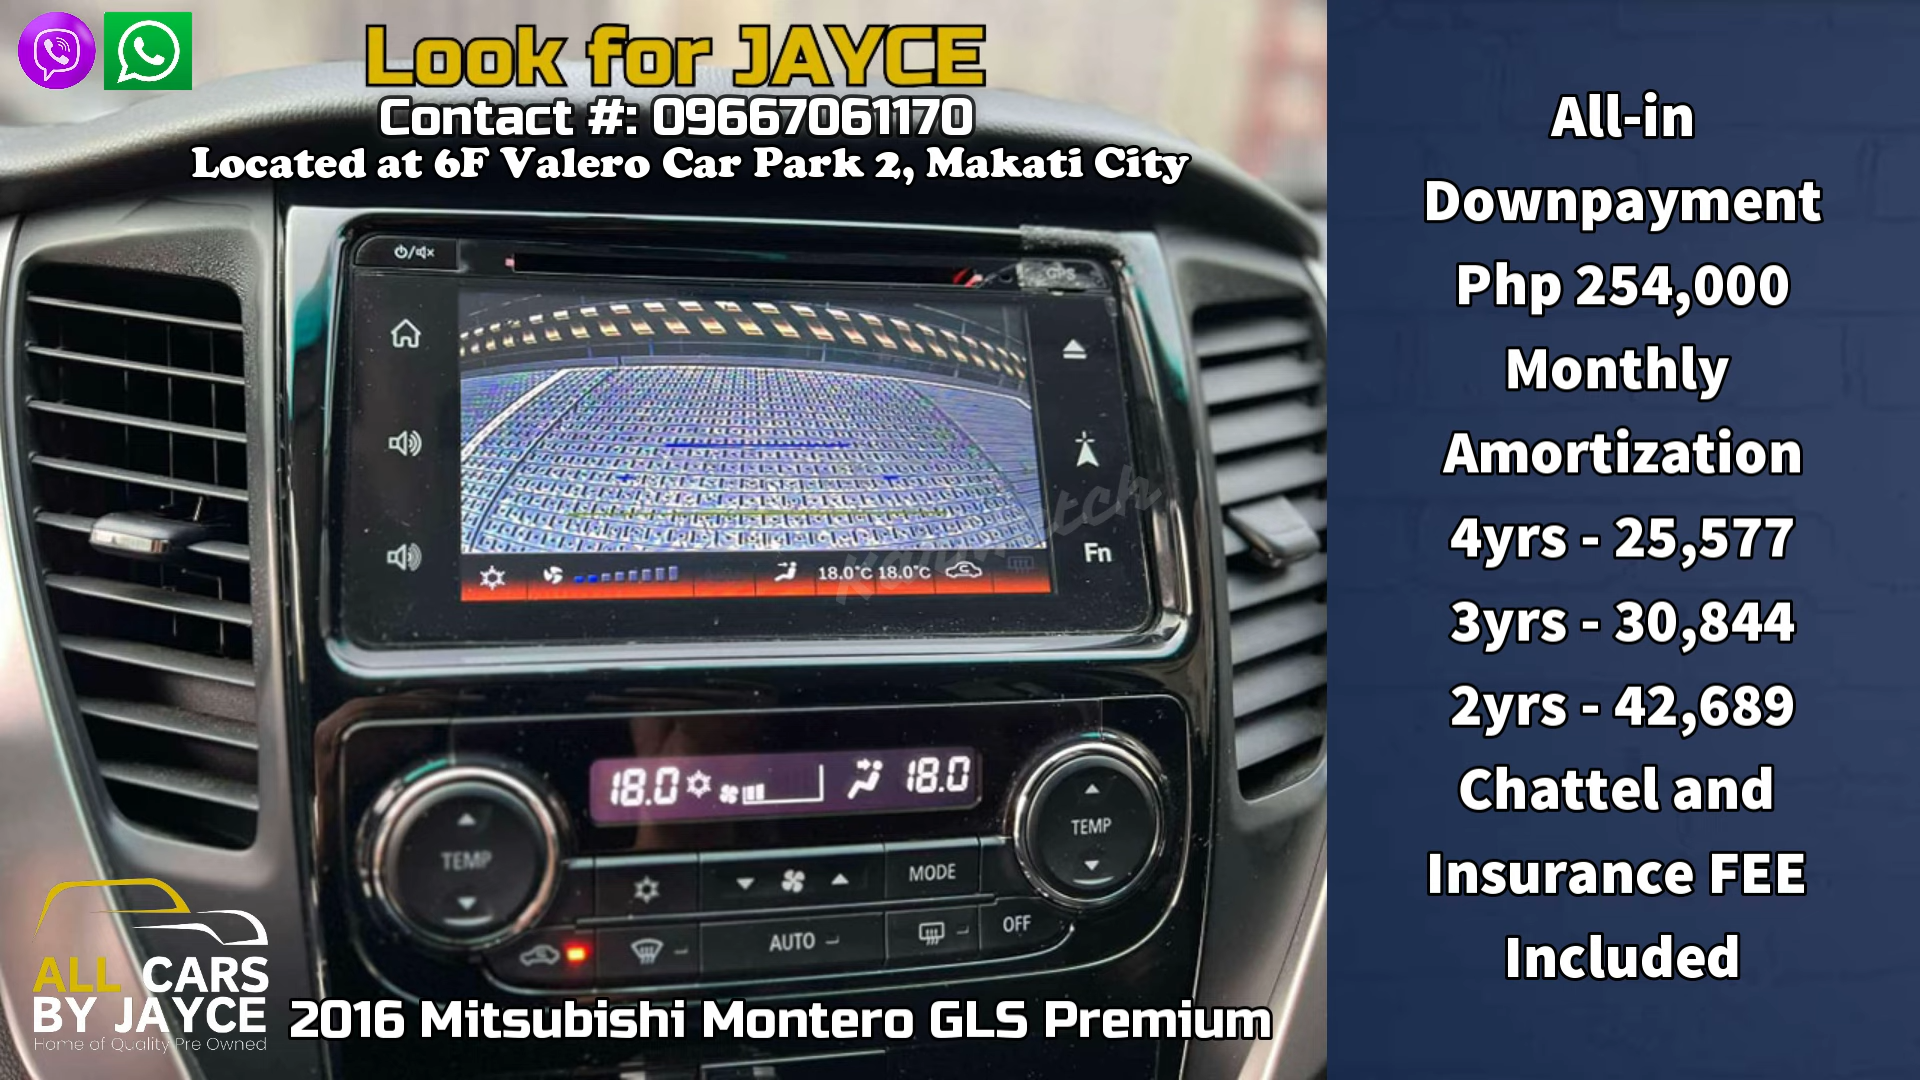 Look for JAYCE
Contact #: 09667061170
Located at 6F Valero Car Park 2, Makati City
GPS
Fn
18.0°C 18.0°C
18.0 18.0
TEMP
TEMP
MODE
AUTO
OFF
ALL CARS
BY JAYCE
Home of Quality Pre Owned
2016 Mitsubishi Montero GLS Premium
All-in
Downpayment
Php 254,000
Monthly
Amortization
4yrs - 25,577
3yrs - 30,844
2yrs - 42,689
Chattel and
Insurance FEE
Included